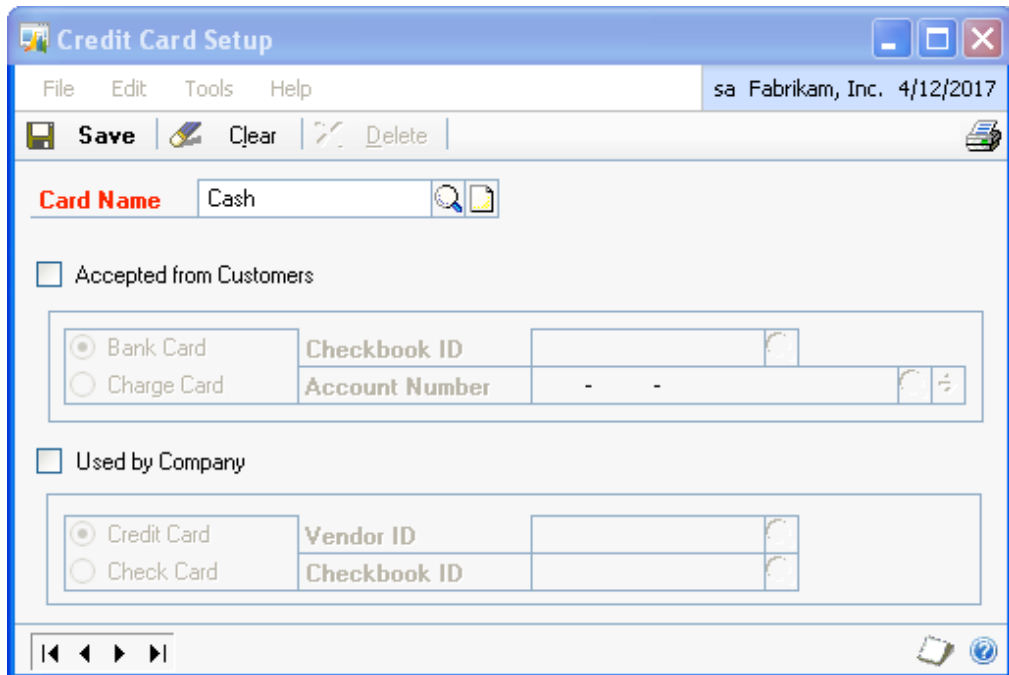 Credit Card Setup
File Edit Tools Help sa Fabrikam, Inc. 4/12/2017
Save Clear Delete
Card Name Cash
Accepted from Customers
Bank Card Checkbook ID
Charge Card Account Number - -
Used by Company
Credit Card Vendor ID
Check Card Checkbook ID